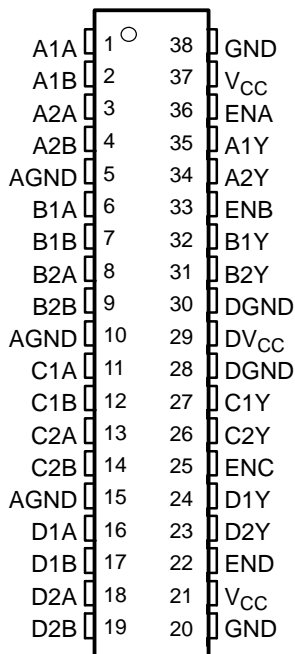 A1A 1 38 GND
A1B 2 37 VCC
A2A 3 36 ENA
A2B 4 35 A1Y
AGND 5 34 A2Y
B1A 6 33 ENB
B1B 7 32 B1Y
B2A 8 31 B2Y
B2B 9 30 DGND
AGND 10 29 DVCC
C1A 11 28 DGND
C1B 12 27 C1Y
C2A 13 26 C2Y
C2B 14 25 ENC
AGND 15 24 D1Y
D1A 16 23 D2Y
D1B 17 22 END
D2A 18 21 VCC
D2B 19 20 GND